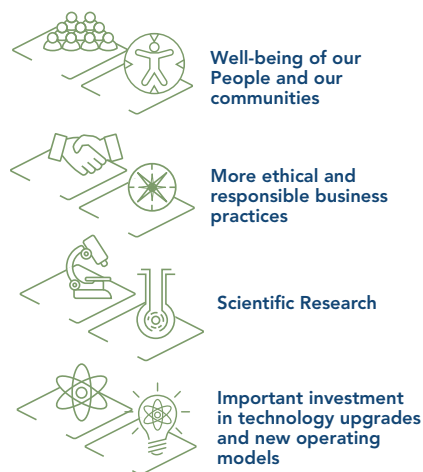 Well-being of our
People and our
communities
More ethical and
responsible business
practices
Scientific Research
Important investment
in technology upgrades
and new operating
models